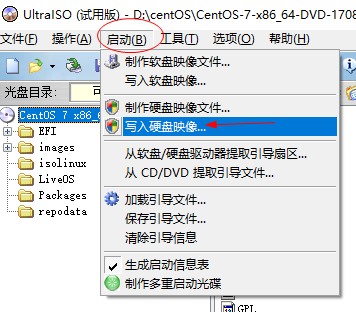 UltraISO (试用版) - D:\centOS\CentOS-7-x86_64-DVD-1708
文件(F) 操作(A) 启动(B) 工具(T) 选项(O) 帮助(H)
光盘目录: 可
CentOS 7 x86_6
EFI
images
isolinux
LiveOS
Packages
repodata
制作软盘映像文件...
写入软盘映像...
制作硬盘映像文件...
写入硬盘映像...
从软盘/硬盘驱动器提取引导扇区...
从 CD/DVD 提取引导文件...
加载引导文件...
保存引导文件...
清除引导信息
生成启动信息表
制作多重启动光碟
GPL